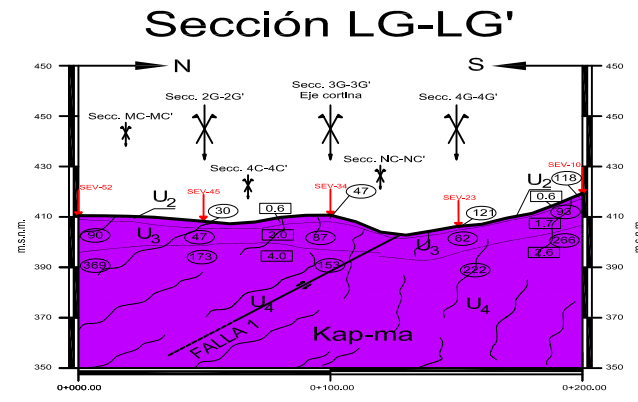 Sección LG-LG'
450 N S 450
Secc. 3G-3G'
Eje cortina
Secc. 2G-2G' Secc. 4G-4G'
450 Secc. MC-MC' 450
430 Secc. 4C-4C' Secc. NC-NC' 430
SEV-52 SEV-45 SEV-34 SEV-23 SEV-10
U2 30 0.6 47 121 U2 0.6 118
410 410
90 U3 47 2.0 87 62 U3 1.7 93
369 173 4.0 153 222 2.6 266
390 390
m.s.n.m. m.s.n.m.
U4 U4
370 370
FALLA 1 Kap-ma
350 350
0+000.00 0+100.00 0+200.00